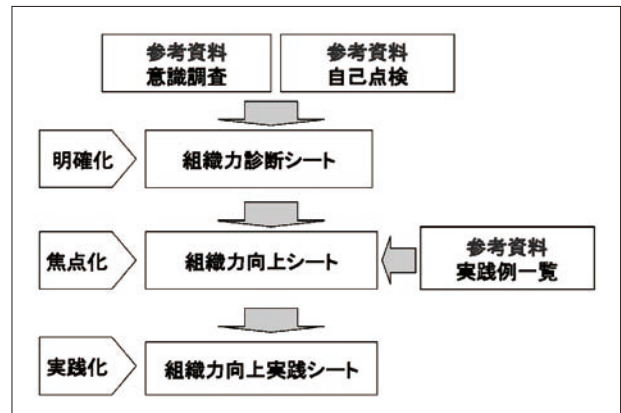 参考資料
意識調査
参考資料
自己点検
明確化
組織力診断シート
焦点化
組織力向上シート
参考資料
実践例一覧
実践化
組織力向上実践シート